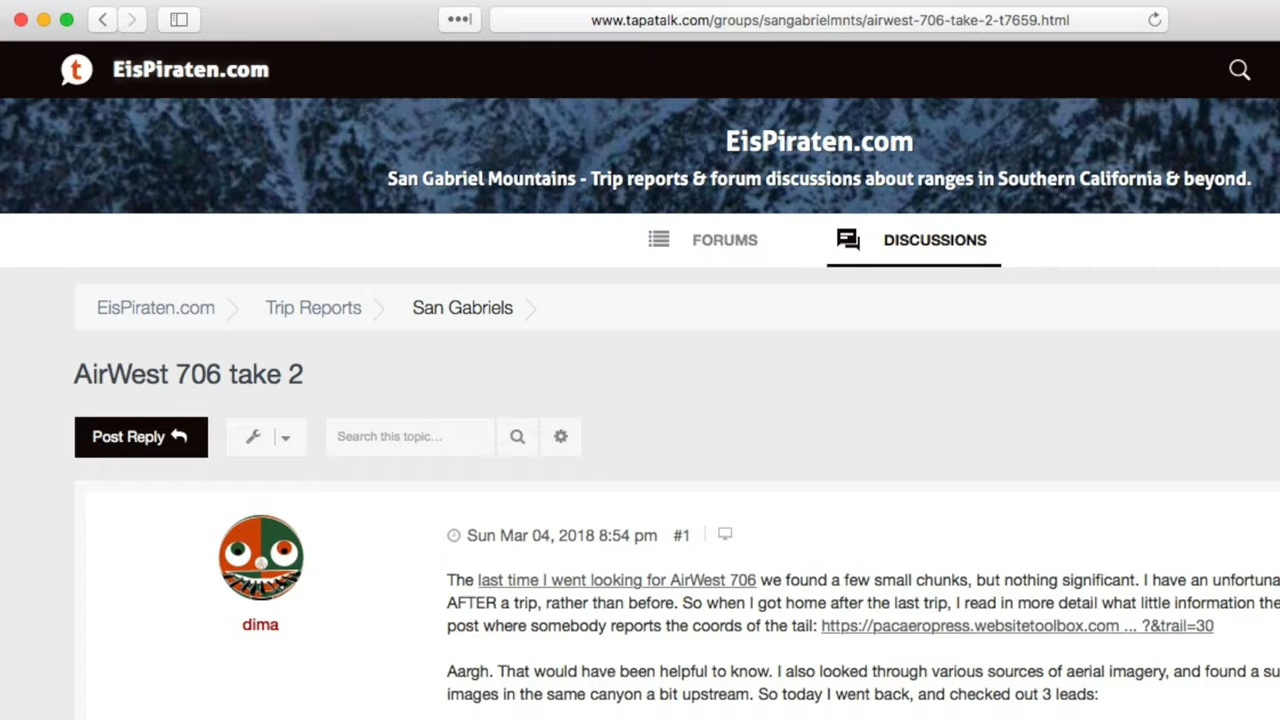 www.tapatalk.com/groups/sangabrielmnts/airwest-706-take-2-t7659.html
t EisPiraten.com
EisPiraten.com
San Gabriel Mountains - Trip reports & forum discussions about ranges in Southern California & beyond.
FORUMS DISCUSSIONS
EisPiraten.com Trip Reports San Gabriels
AirWest 706 take 2
Post Reply Search this topic...
Sun Mar 04, 2018 8:54 pm #1
dima
The last time I went looking for AirWest 706 we found a few small chunks, but nothing significant. I have an
AFTER a trip, rather than before. So when I got home after the last trip, I read in more detail what little information
post where somebody reports the coords of the tail: https://pacaeropress.websitetoolbox.com ... ?&trail=30
Aargh. That would have been helpful to know. I also looked through various sources of aerial imagery, and found a
images in the same canyon a bit upstream. So today I went back, and checked out 3 leads: